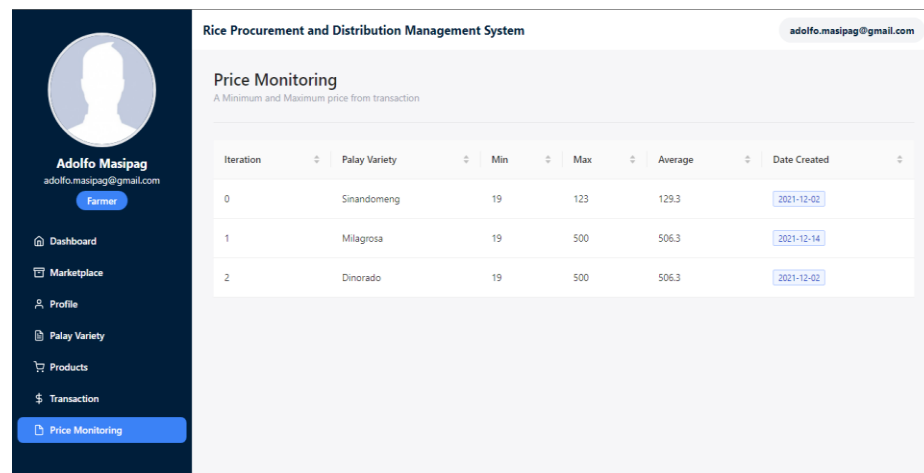 Rice Procurement and Distribution Management System
adolfo.masipag@gmail.com
Adolfo Masipag
adolfo.masipag@gmail.com
Farmer
Dashboard
Marketplace
Profile
Palay Variety
Products
Transaction
Price Monitoring
Price Monitoring
A Minimum and Maximum price from transaction
Iteration Palay Variety Min Max Average Date Created
0 Sinandomeng 19 123 129.3 2021-12-02
1 Milagrosa 19 500 506.3 2021-12-14
2 Dinorado 19 500 506.3 2021-12-02